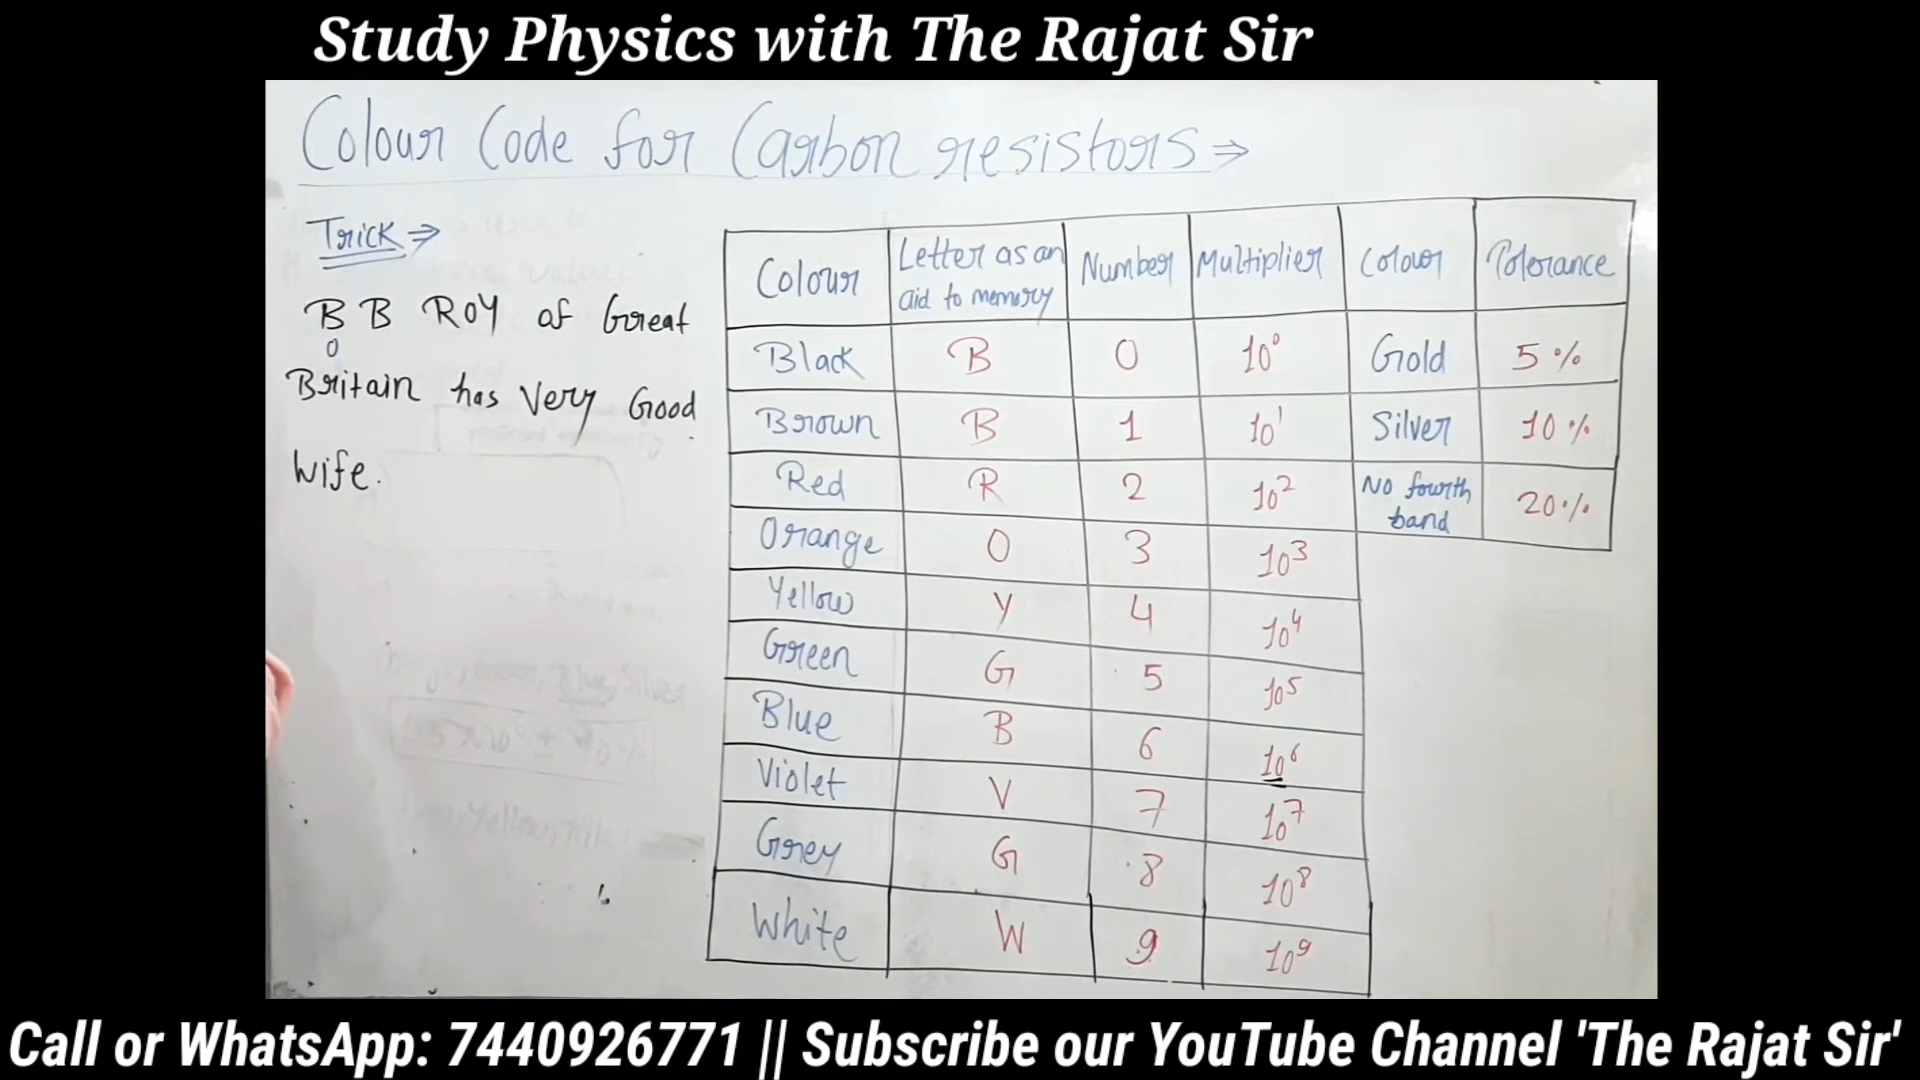 Study Physics with The Rajat Sir
Colour Code for Carbon resistors ⇒
Trick ⇒
B B ROY of Great
0
Britain has Very Good
Wife.
Colour Letter as an aid to memory Number Multiplier Colour Tolerance
Black B 0 10⁰ Gold 5%
Brown B 1 10¹ Silver 10%
Red R 2 10² No fourth band 20%
Orange O 3 10³
Yellow Y 4 10⁴
Green G 5 10⁵
Blue B 6 10⁶
Violet V 7 10⁷
Grey G 8 10⁸
White W 9 10⁹
Call or WhatsApp: 7440926771 || Subscribe our YouTube Channel 'The Rajat Sir'